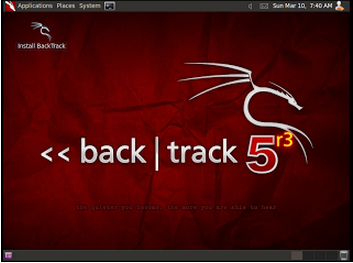 Applications Places System Sun Mar 10, 7:40 AM
Install BackTrack
<< back | track 5 r3
the quieter you become, the more you are able to hear